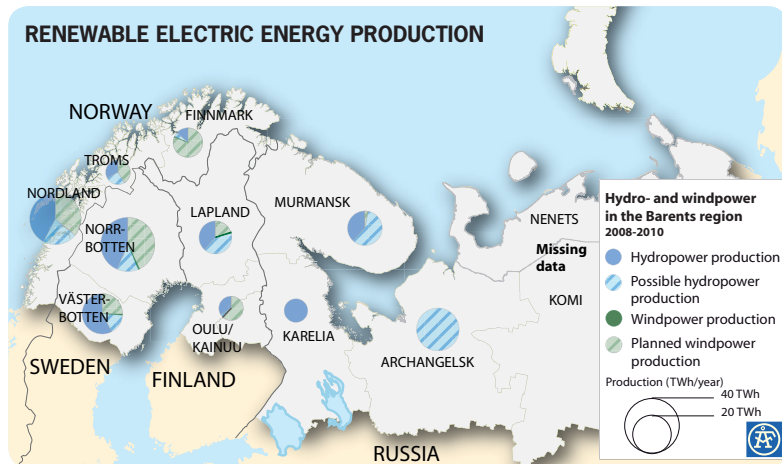 RENEWABLE ELECTRIC ENERGY PRODUCTION
NORWAY
FINNMARK
TROMS
NORDLAND
NORR-
BOTTEN
LAPLAND
MURMANSK
NENETS
Missing
data
KOMI
VÄSTER-
BOTTEN
OULU/
KAINUU
KARELIA
ARCHANGELSK
SWEDEN
FINLAND
RUSSIA
Hydro- and windpower
in the Barents region
2008-2010
Hydropower production
Possible hydropower
production
Windpower production
Planned windpower
production
Production (TWh/year)
40 TWh
20 TWh